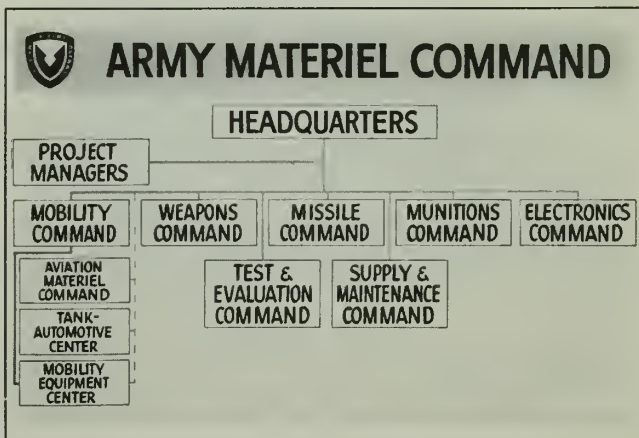 ARMY MATERIEL COMMAND
HEADQUARTERS
PROJECT
MANAGERS
MOBILITY
COMMAND
WEAPONS
COMMAND
MISSILE
COMMAND
MUNITIONS
COMMAND
ELECTRONICS
COMMAND
AVIATION
MATERIEL
COMMAND
TANK-
AUTOMOTIVE
CENTER
MOBILITY
EQUIPMENT
CENTER
TEST &
EVALUATION
COMMAND
SUPPLY &
MAINTENANCE
COMMAND